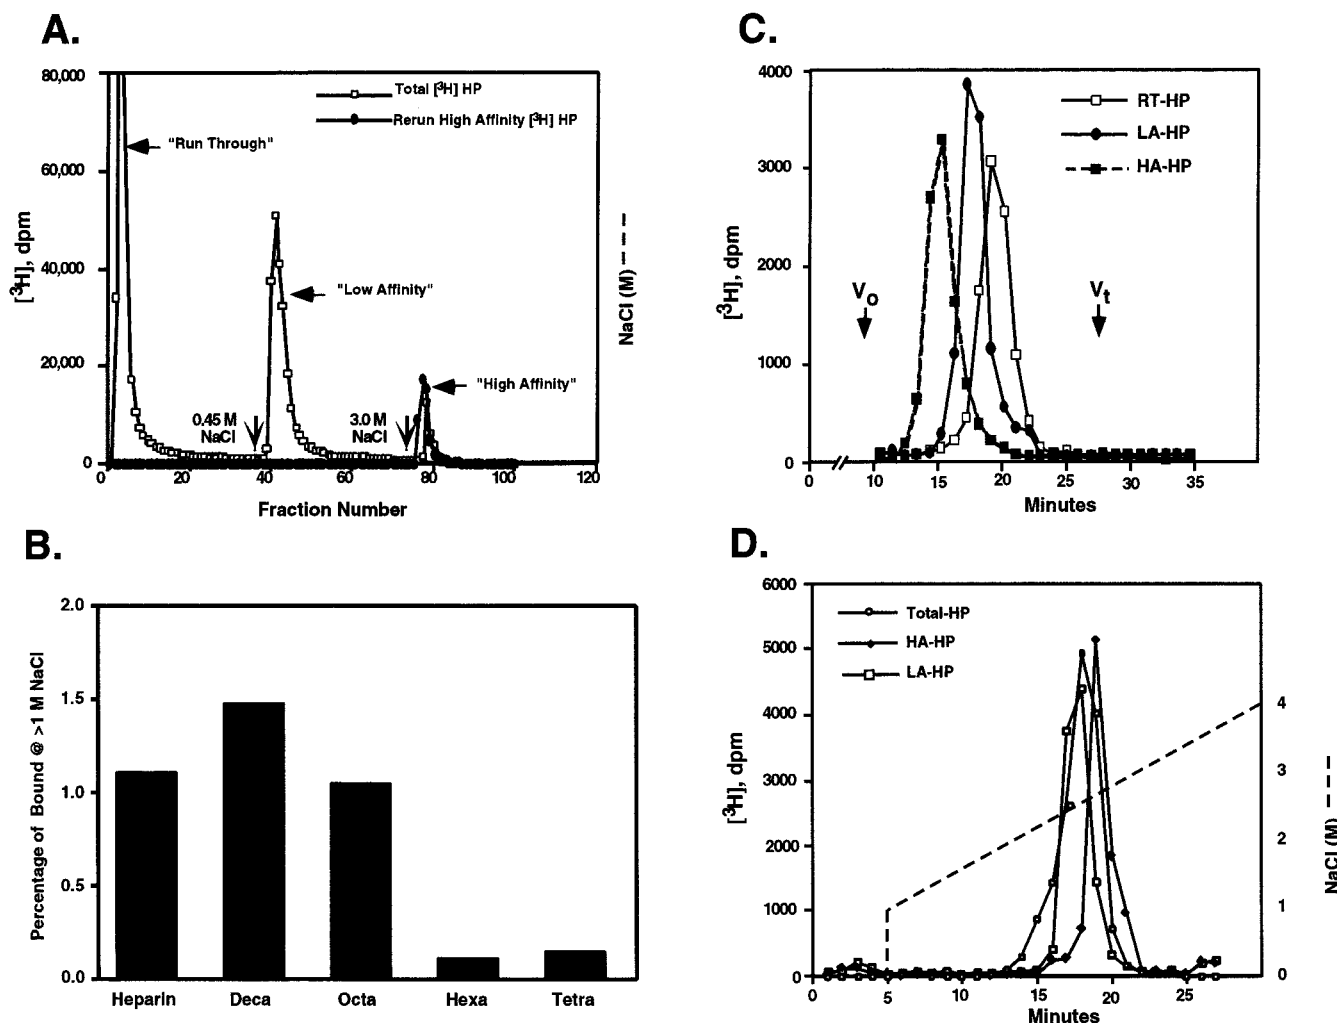 A.
80,000
60,000
40,000
20,000
0
[³H], dpm
Total [³H] HP
Rerun High Affinity [³H] HP
"Run Through"
"Low Affinity"
"High Affinity"
0.45 M
NaCl
3.0 M
NaCl
NaCl (M)
0 20 40 60 80 100 120
Fraction Number
C.
4000
3000
2000
1000
0
[³H], dpm
RT-HP
LA-HP
HA-HP
Vo
Vt
0 10 15 20 25 30 35
Minutes
B.
2.0
1.5
1.0
0.5
0.0
Percentage of Bound @ >1 M NaCl
Heparin Deca Octa Hexa Tetra
D.
6000
5000
4000
3000
2000
1000
0
[³H], dpm
Total-HP
HA-HP
LA-HP
4
3
2
1
0
NaCl (M)
0 5 10 15 20 25
Minutes